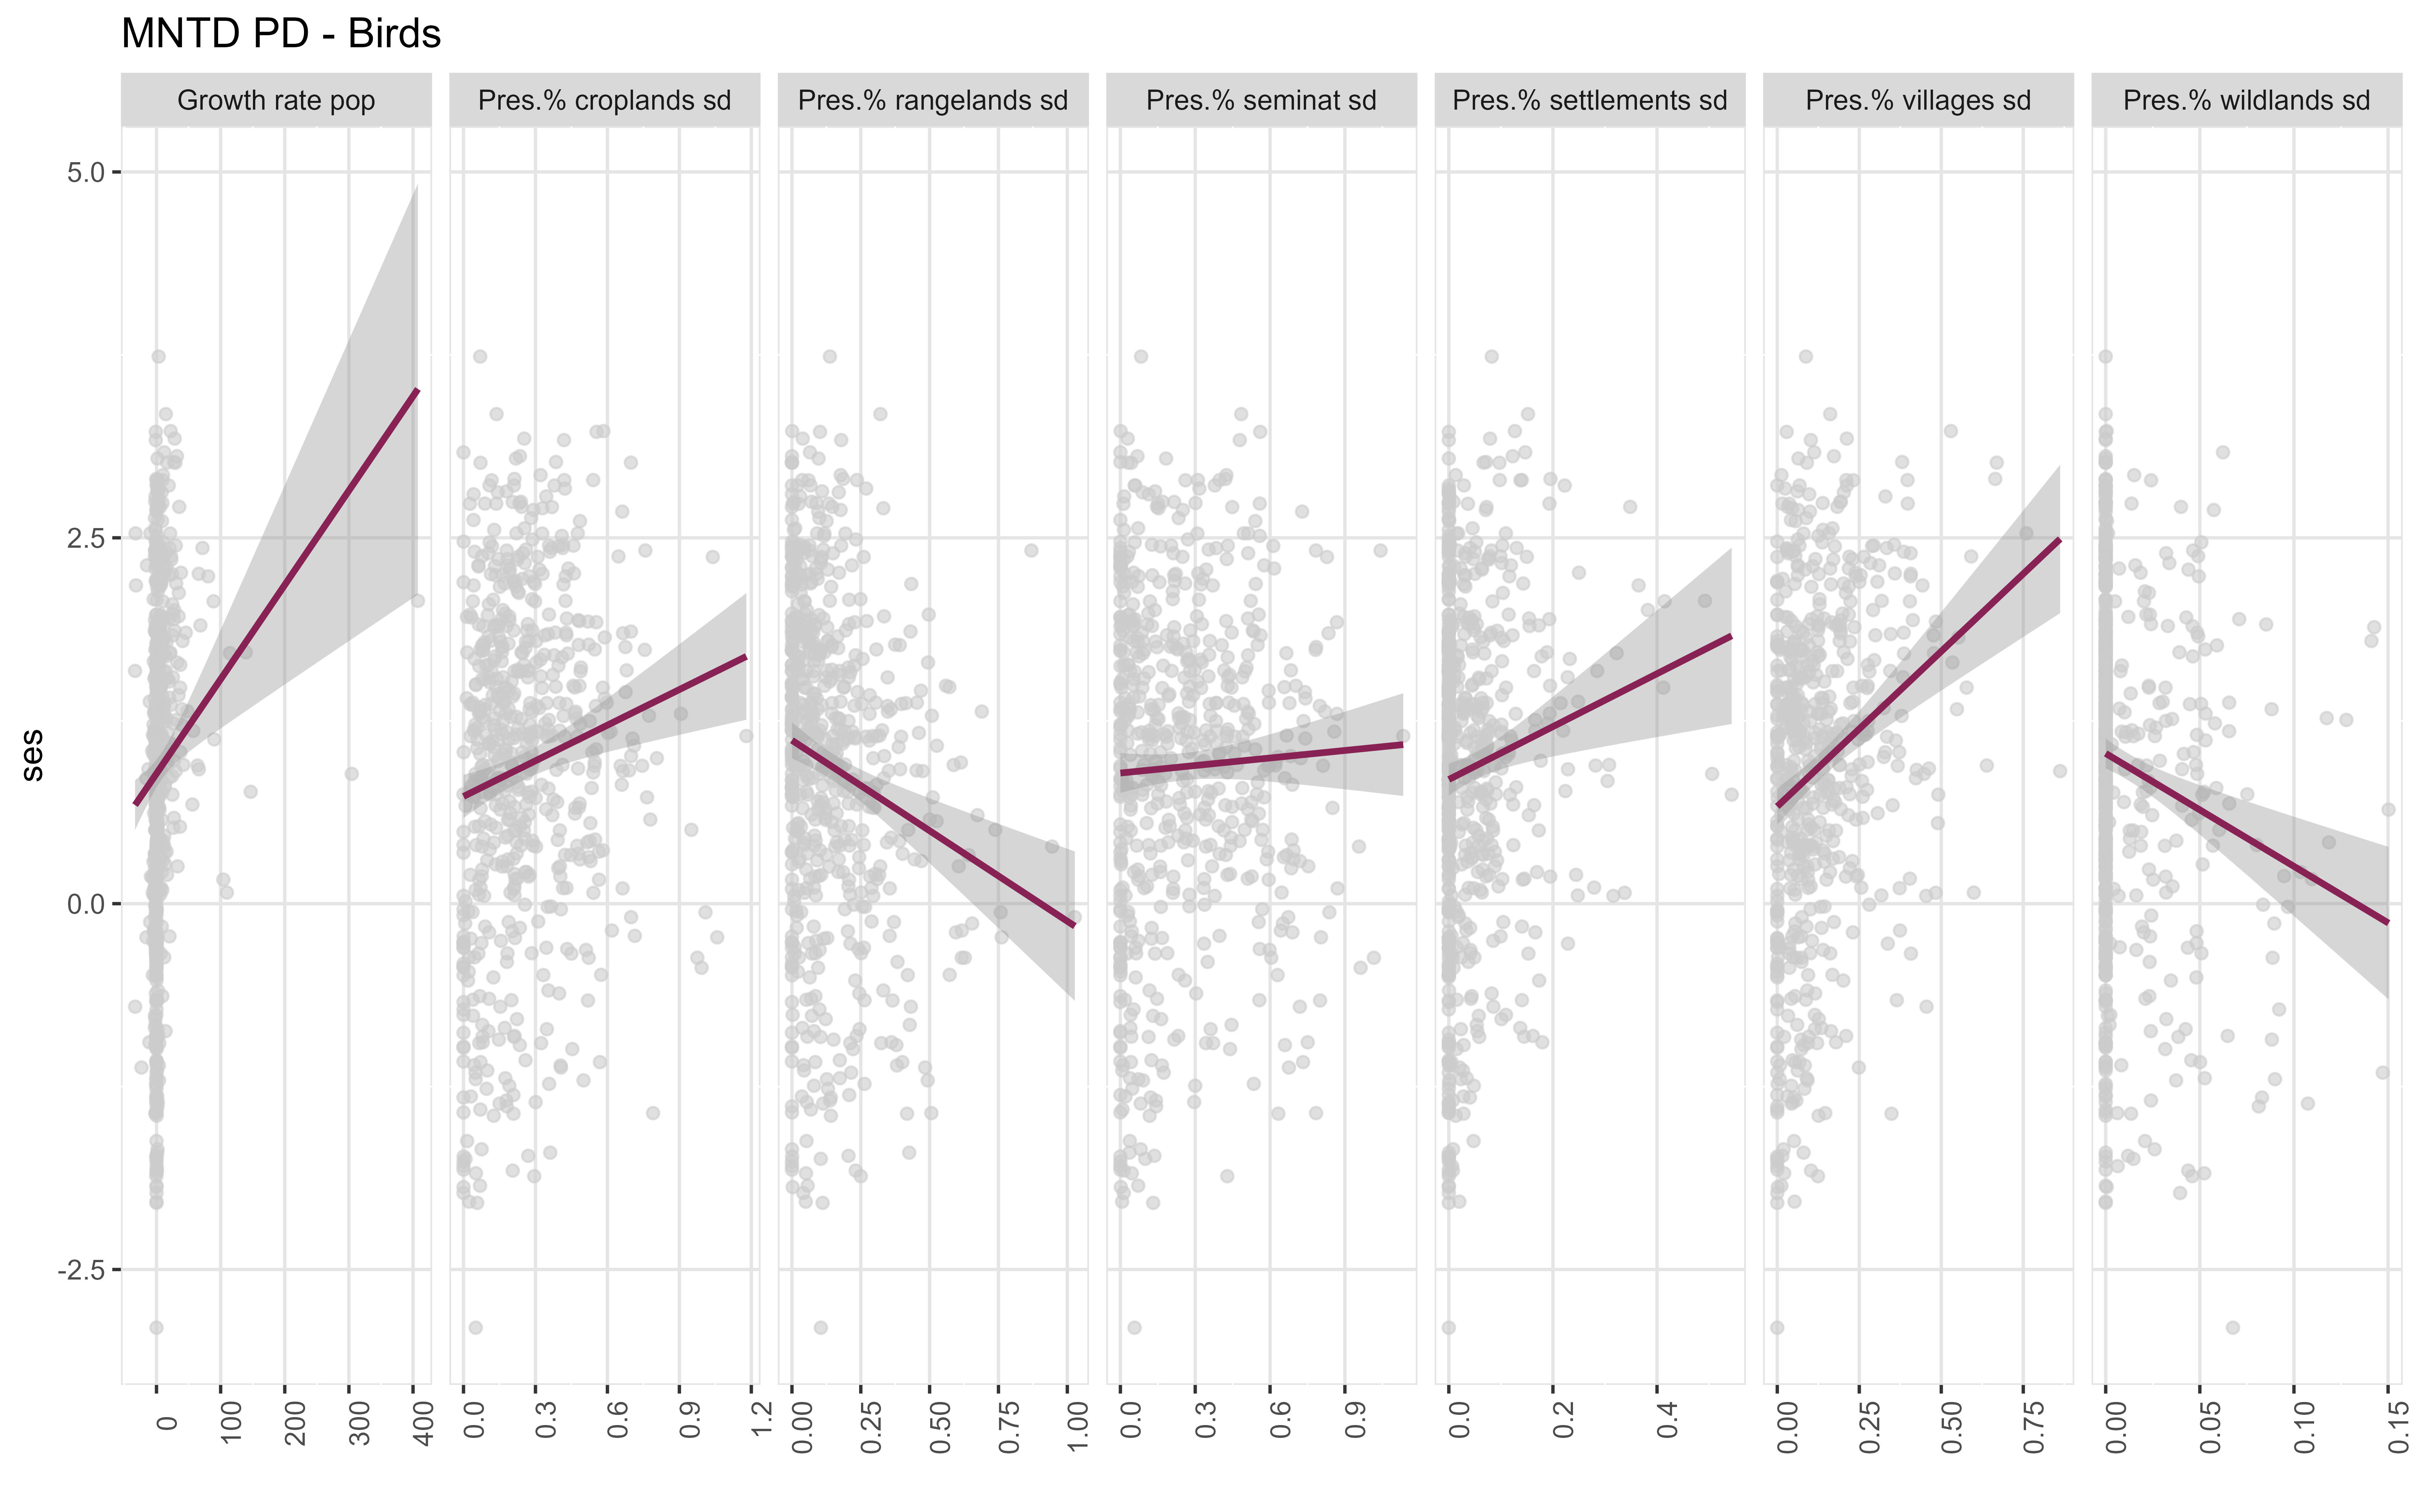 MNTD PD - Birds
Growth rate pop
Pres.% croplands sd
Pres.% rangelands sd
Pres.% seminat sd
Pres.% settlements sd
Pres.% villages sd
Pres.% wildlands sd
ses
5.0
2.5
0.0
-2.5
0 100 200 300 400
0.0 0.3 0.6 0.9 1.2
0.00 0.25 0.50 0.75 1.00
0.0 0.3 0.6 0.9
0.0 0.2 0.4
0.00 0.25 0.50 0.75
0.00 0.05 0.10 0.15